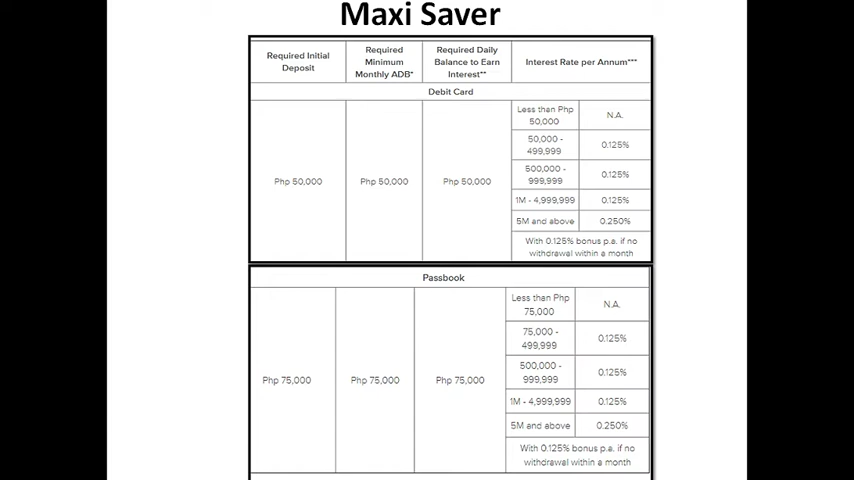 Maxi Saver
Required Initial
Deposit
Required
Minimum
Monthly ADB*
Required Daily
Balance to Earn
Interest**
Interest Rate per Annum***
Debit Card
Php 50,000
Php 50,000
Php 50,000
Less than Php
50,000
N.A.
50,000 -
499,999
0.125%
500,000 -
999,999
0.125%
1M - 4,999,999
0.125%
5M and above
0.250%
With 0.125% bonus p.a. if no
withdrawal within a month
Passbook
Php 75,000
Php 75,000
Php 75,000
Less than Php
75,000
N.A.
75,000 -
499,999
0.125%
500,000 -
999,999
0.125%
1M - 4,999,999
0.125%
5M and above
0.250%
With 0.125% bonus p.a. if no
withdrawal within a month